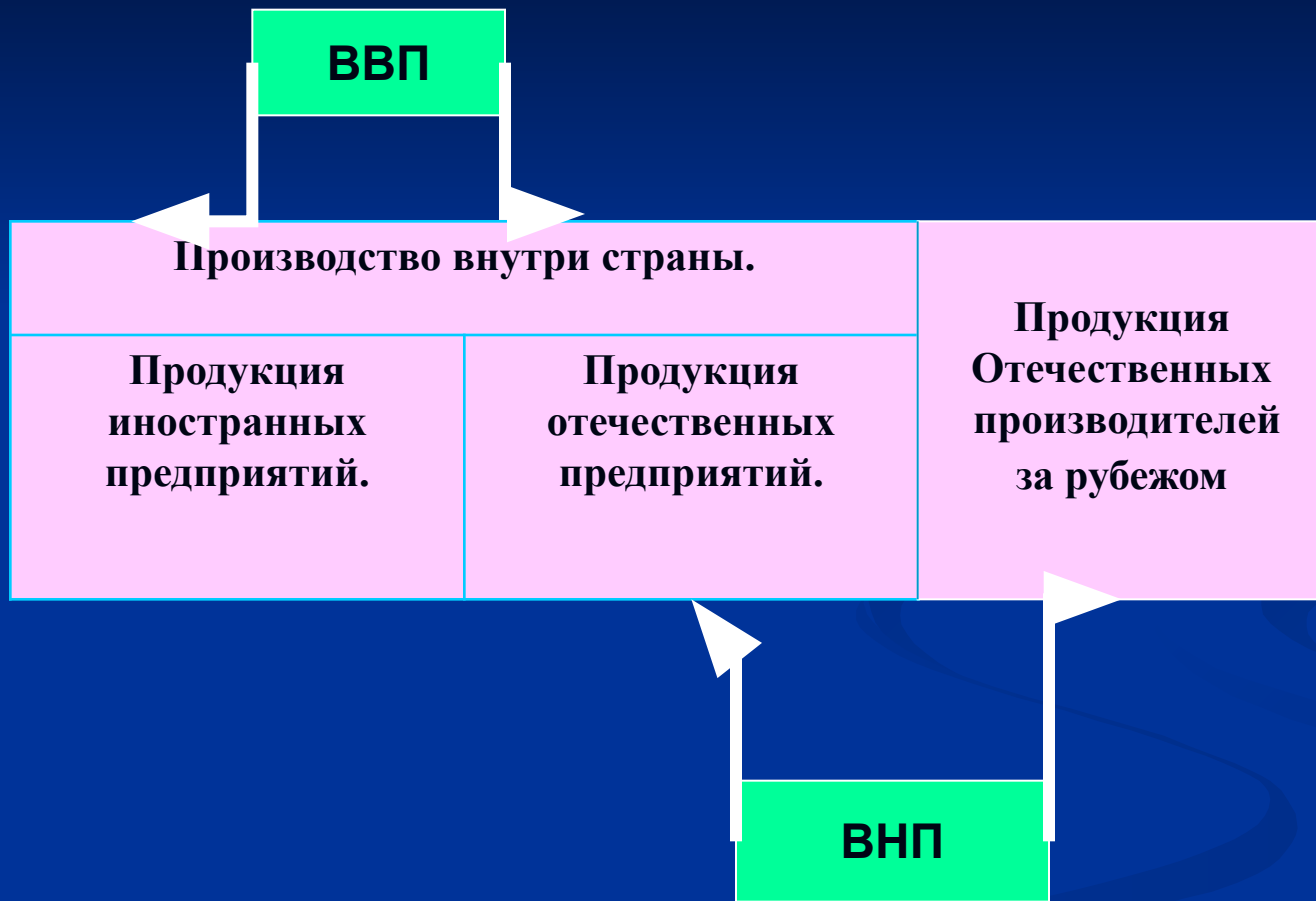 ВВП
Производство внутри страны.
Продукция
иностранных
предприятий.
Продукция
отечественных
предприятий.
Продукция
Отечественных
производителей
за рубежом
ВНП